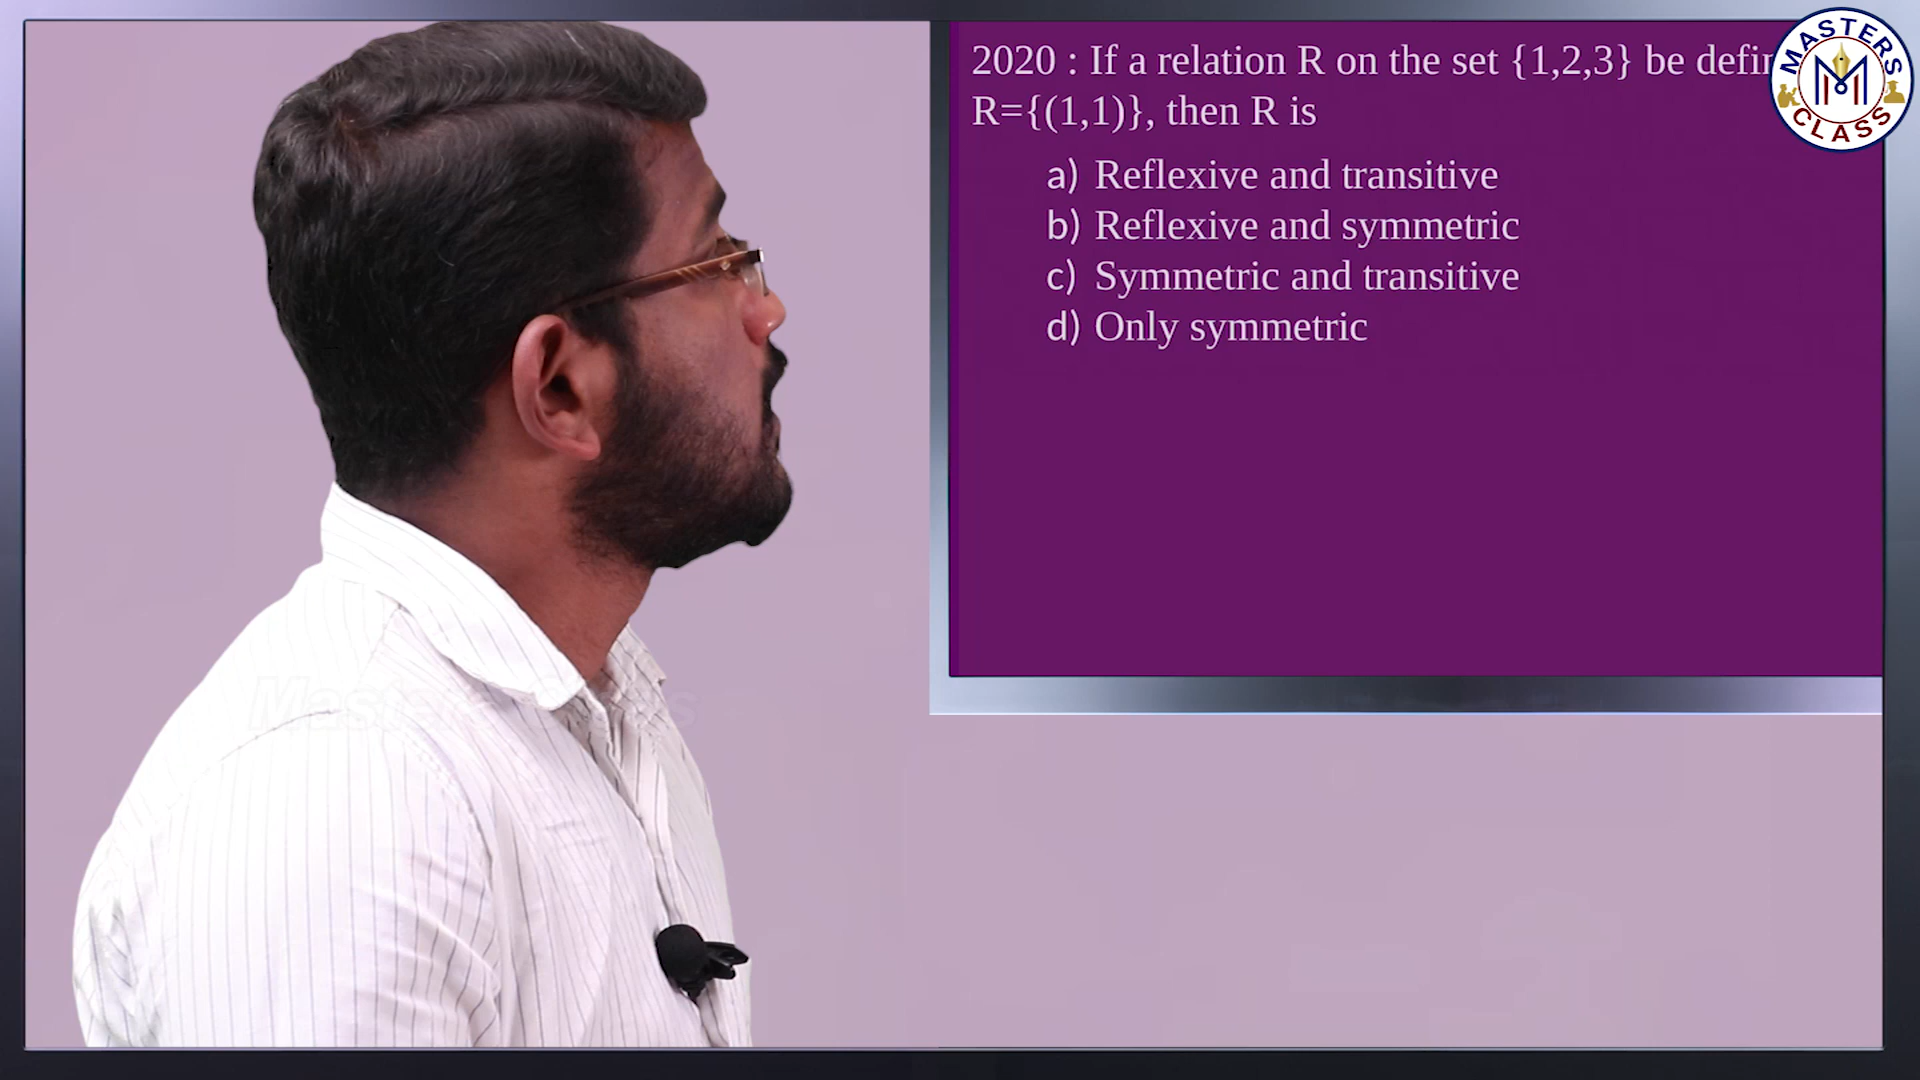 2020 : If a relation R on the set {1,2,3} be
R={(1,1)}, then R is
a) Reflexive and transitive
b) Reflexive and symmetric
c) Symmetric and transitive
d) Only symmetric
MASTERS
M
CLASS